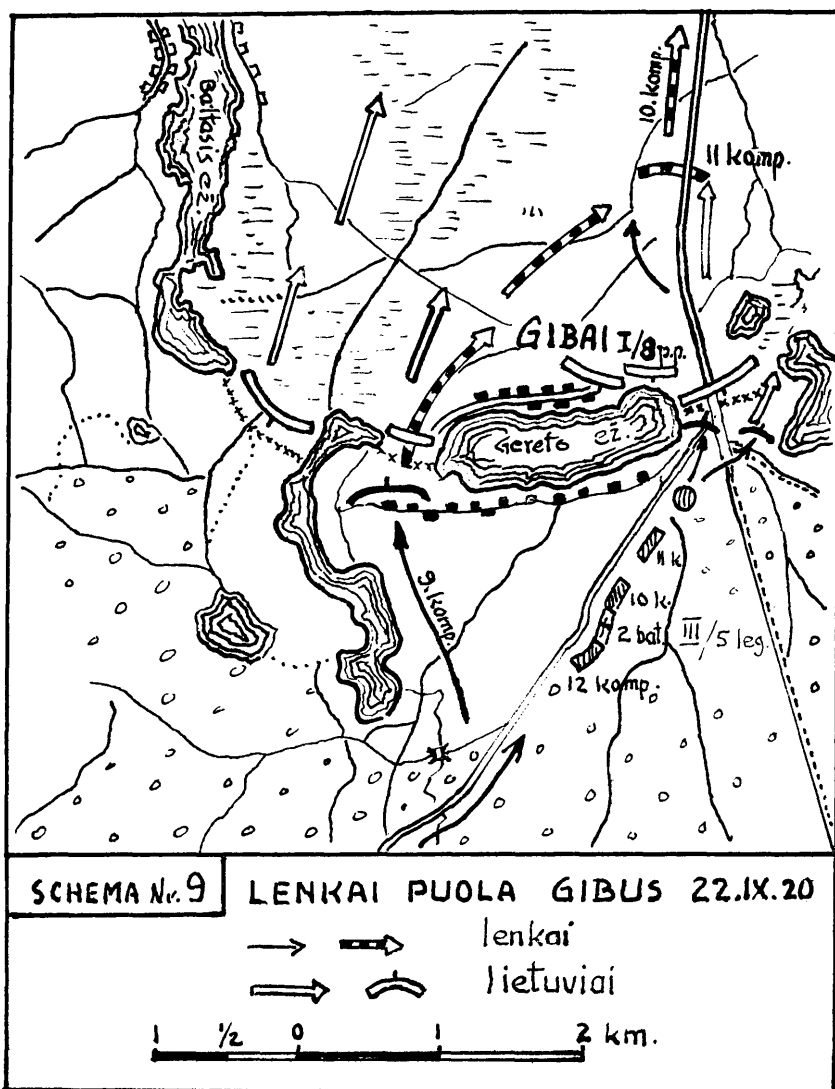 Baltasis ež.
10. komp.
11 komp.
GIBAI I/8 p.p.
Gereto ež.
9. komp.
11 k.
10 k.
2 bat.
III/5 leg.
12 komp.
SCHEMA Nr. 9
LENKAI PUOLA GIBUS 22.IX.20
lenkai
lietuviai
1 ½ 0 1 2 km.